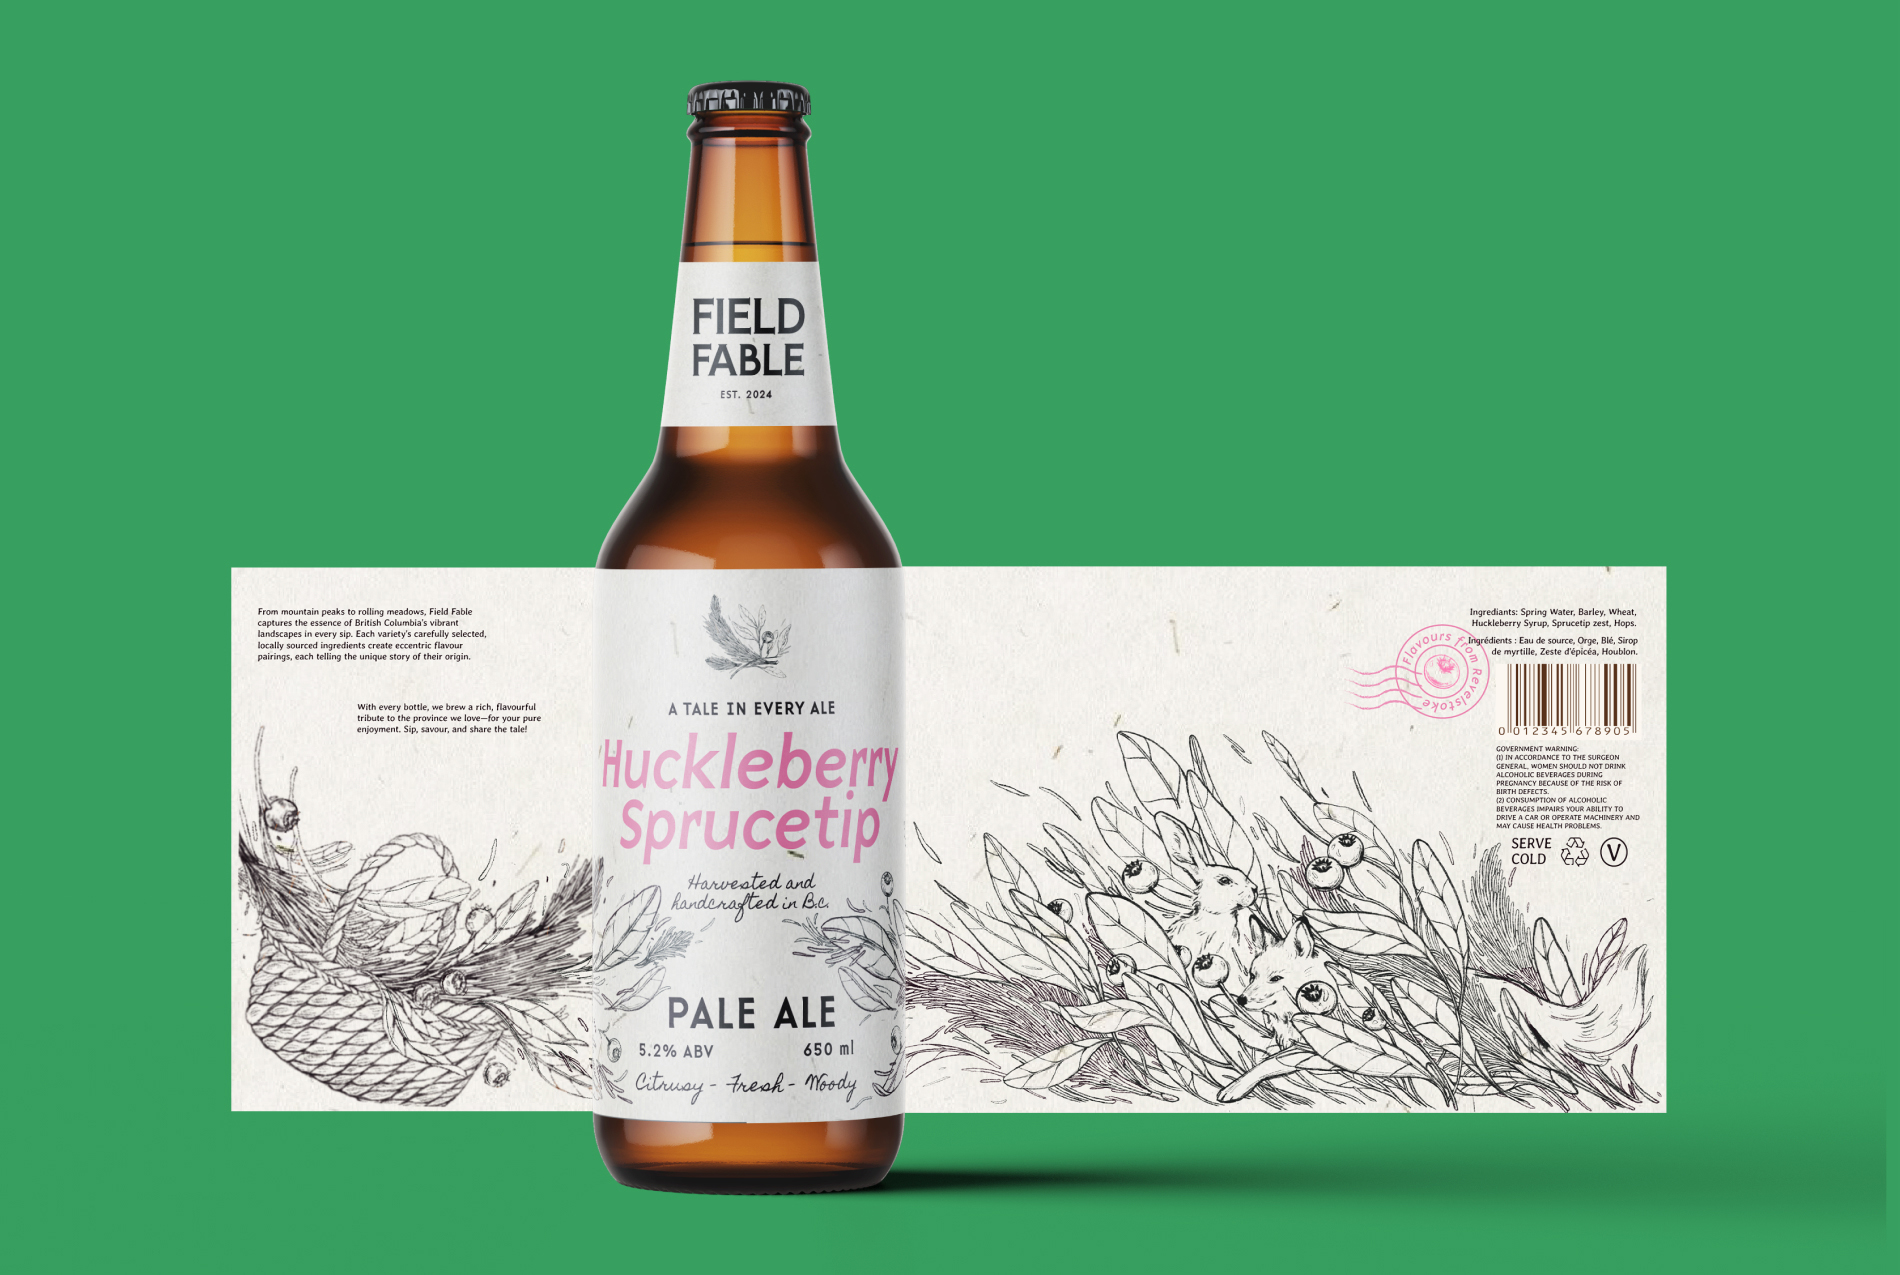 FIELD
FABLE
EST. 2024
From mountain peaks to rolling meadows, Field Fable
captures the essence of British Columbia's vibrant
landscapes in every sip. Each variety's carefully selected,
locally sourced ingredients create eccentric flavour
pairings, each telling the unique story of their origin.
With every bottle, we brew a rich, flavourful
tribute to the province we love—for your pure
enjoyment. Sip, savour, and share the tale!
A TALE IN EVERY ALE
Huckleberry
Sprucetip
Harvested and
handcrafted in B.C.
PALE ALE
5.2% ABV 650 ml
Citrusy - Fresh - Woody
Flavours from Revelstoke
Ingrediants: Spring Water, Barley, Wheat,
Huckleberry Syrup, Sprucetip zest, Hops.
Ingrédients : Eau de source, Orge, Blé, Sirop
de myrtille, Zeste d'épicéa, Houblon.
0 012345 678905
GOVERNMENT WARNING:
(1) IN ACCORDANCE TO THE SURGEON
GENERAL, WOMEN SHOULD NOT DRINK
ALCOHOLIC BEVERAGES DURING
PREGNANCY BECAUSE OF THE RISK OF
BIRTH DEFECTS.
(2) CONSUMPTION OF ALCOHOLIC
BEVERAGES IMPAIRS YOUR ABILITY TO
DRIVE A CAR OR OPERATE MACHINERY AND
MAY CAUSE HEALTH PROBLEMS.
SERVE
COLD
V